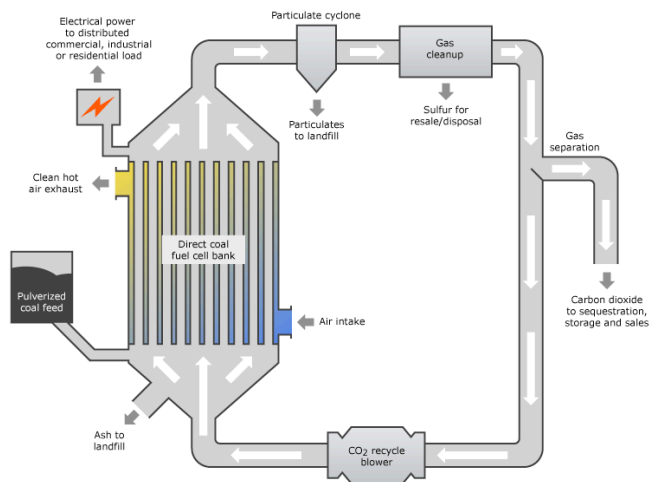 Electrical power
to distributed
commercial, industrial
or residential load
Particulate cyclone
Gas
cleanup
Particulates
to landfill
Sulfur for
resale/disposal
Gas
separation
Clean hot
air exhaust
Direct coal
fuel cell bank
Pulverized
coal feed
Air intake
Carbon dioxide
to sequestration,
storage and sales
Ash to
landfill
CO₂ recycle
blower